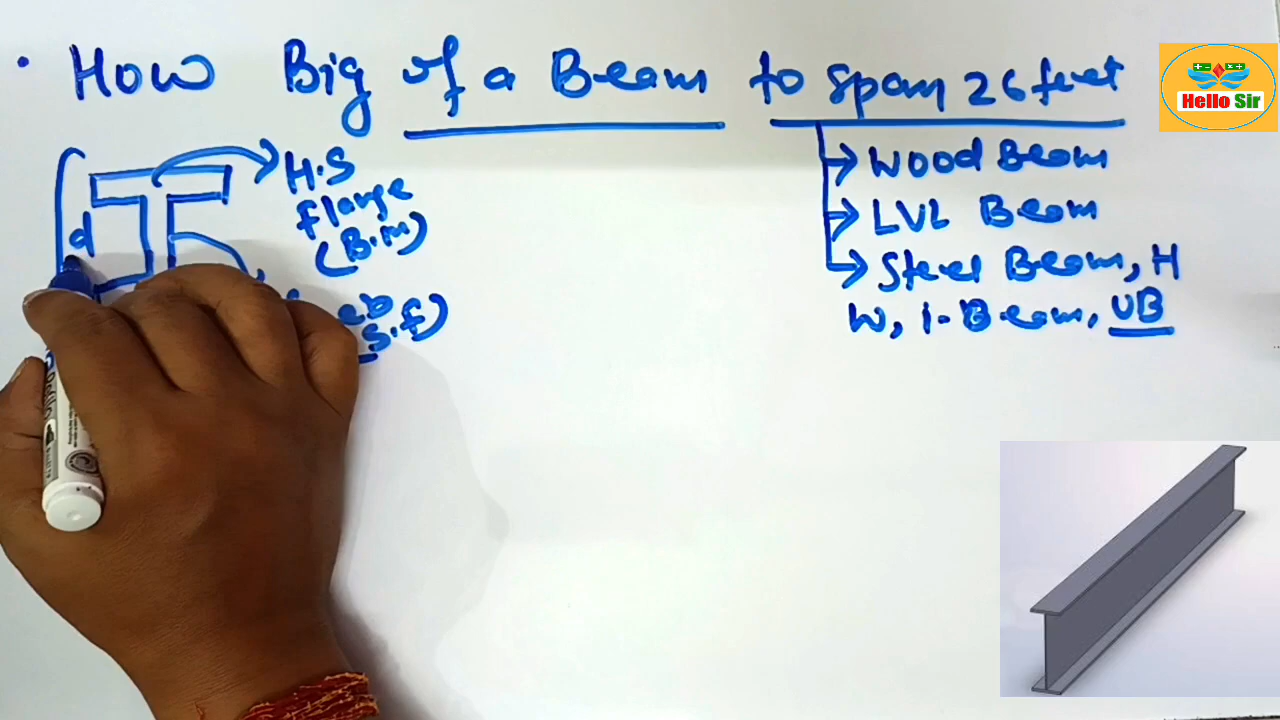 • How Big of a Beam to span 26 feet
Hello Sir
H.S
flange
(B.m)
d
S.f)
→ Wood Beam
→ LVL Beam
→ Steel Beam, H
W, I-Beam, UB